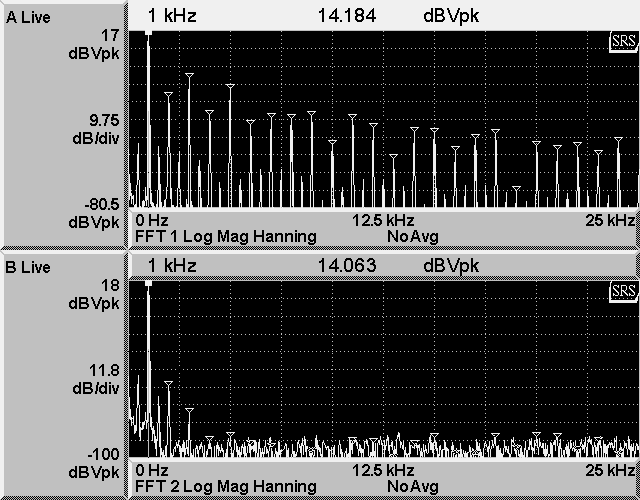 A Live 1 kHz 14.184 dBVpk
17
dBVpk
SRS
9.75
dB/div
-80.5
dBVpk
0 Hz 12.5 kHz 25 kHz
FFT 1 Log Mag Hanning NoAvg
B Live 1 kHz 14.063 dBVpk
18
dBVpk
SRS
11.8
dB/div
-100
dBVpk
0 Hz 12.5 kHz 25 kHz
FFT 2 Log Mag Hanning NoAvg